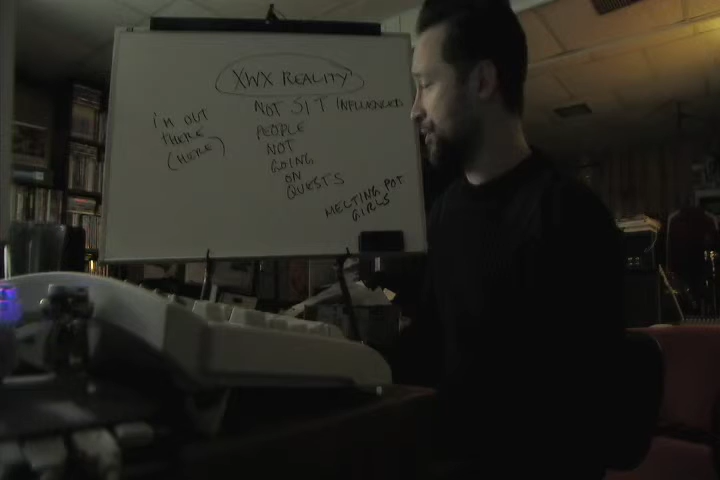 XWX REALITY
NOT S/T INFLUENCED
PEOPLE
NOT
GOING
ON
QUESTS
I'M OUT
THERE
(HERE)
MELTING POT
GIRLS